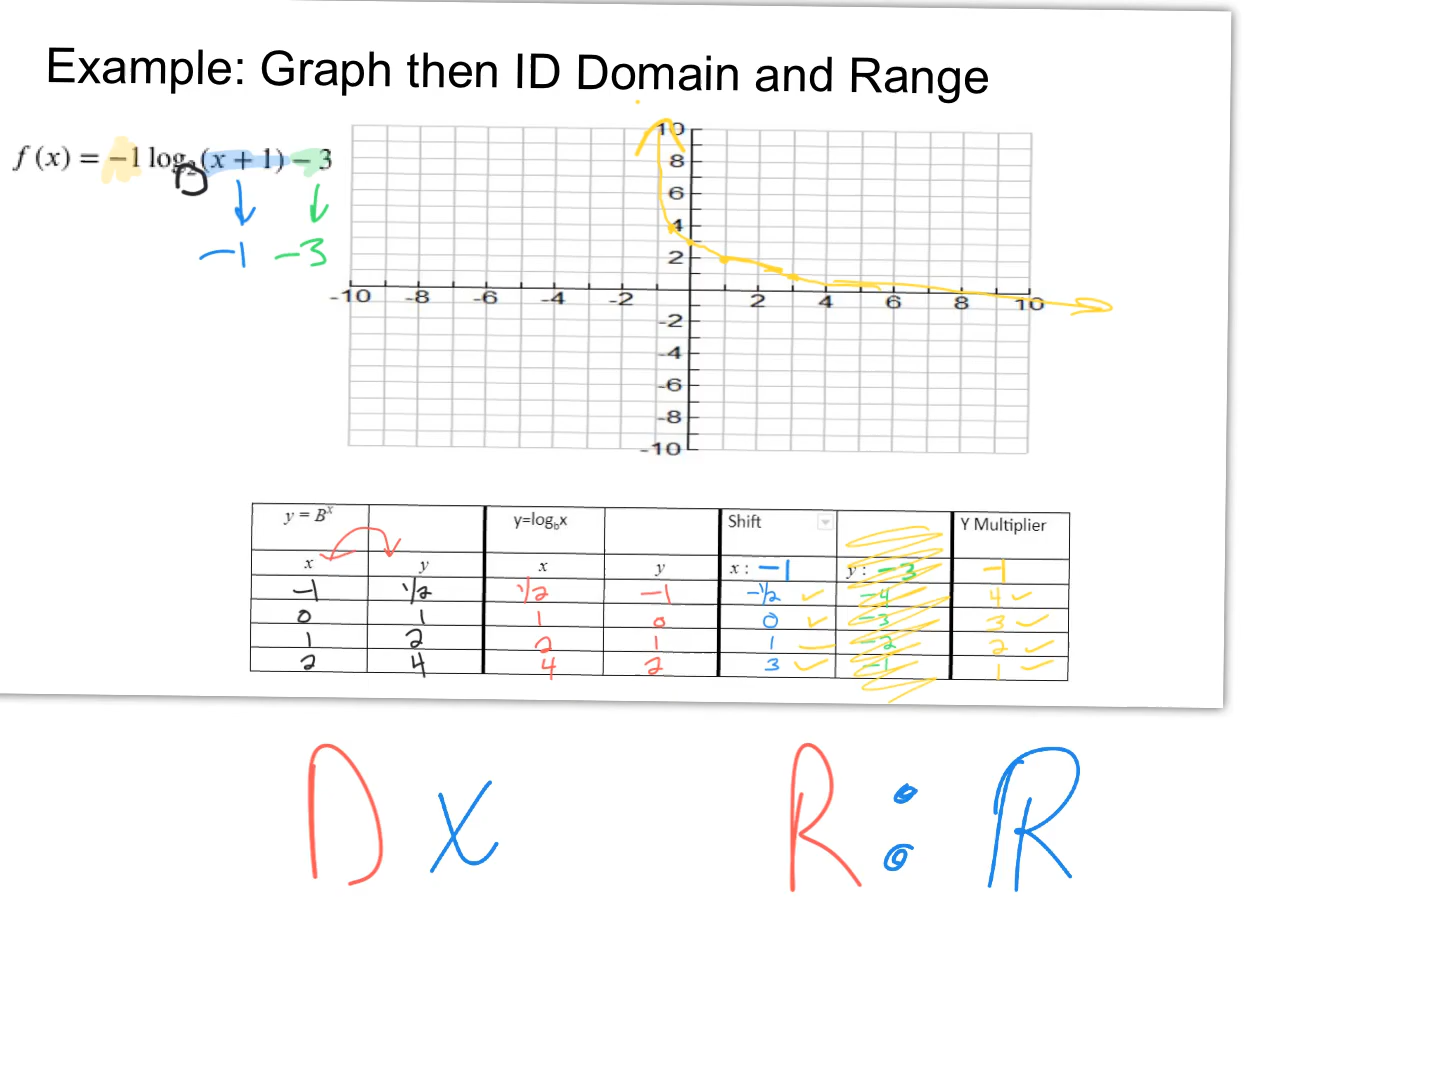 Example: Graph then ID Domain and Range
f (x) = −1 log₂(x + 1) − 3
−1 −3
10
8
6
4
2
-10 -8 -6 -4 -2 2 4 6 8 10
-2
-4
-6
-8
-10
y = Bˣ y=log_b x Shift Y Multiplier
x y x y x : −1 y : −3 −1
−1 1/2 1/2 −1 −1/2 ✓ −4 4 ✓
0 1 1 0 0 ✓ −3 3 ✓
1 2 2 1 1 ✓ −2 2 ✓
2 4 4 2 3 ✓ −1 1 ✓
D X R : ℝ